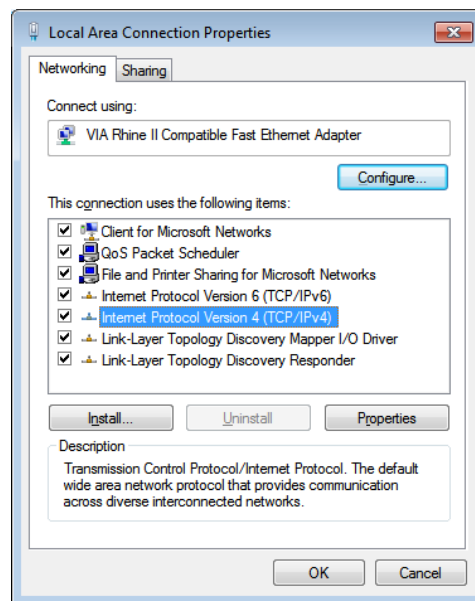 Local Area Connection Properties
Networking
Sharing
Connect using:
VIA Rhine II Compatible Fast Ethernet Adapter
Configure...
This connection uses the following items:
Client for Microsoft Networks
QoS Packet Scheduler
File and Printer Sharing for Microsoft Networks
Internet Protocol Version 6 (TCP/IPv6)
Internet Protocol Version 4 (TCP/IPv4)
Link-Layer Topology Discovery Mapper I/O Driver
Link-Layer Topology Discovery Responder
Install...
Uninstall
Properties
Description
Transmission Control Protocol/Internet Protocol. The default
wide area network protocol that provides communication
across diverse interconnected networks.
OK
Cancel